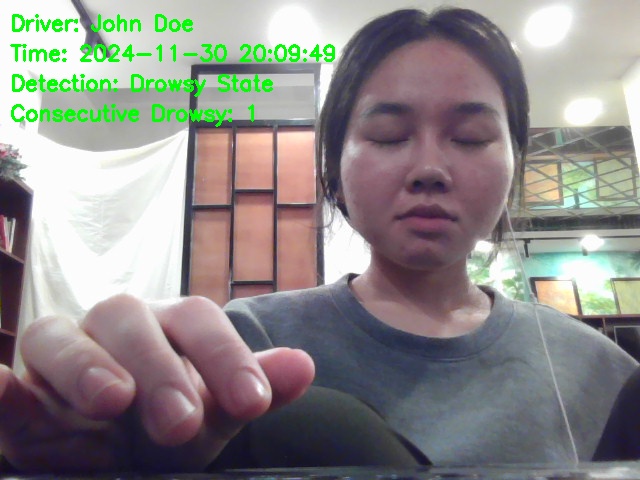 Driver: John Doe
Time: 2024-11-30 20:09:49
Detection: Drowsy State
Consecutive Drowsy: 1